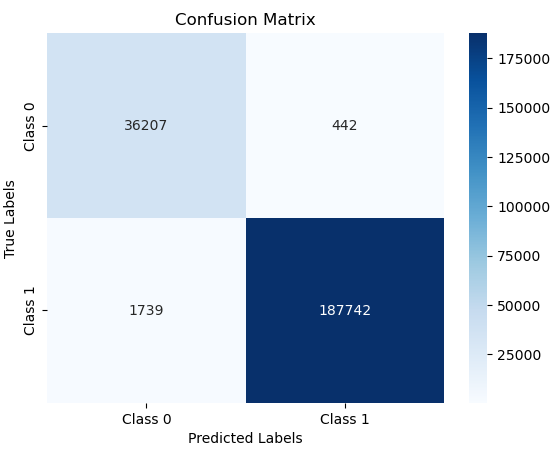 Confusion Matrix
True Labels
Class 0
Class 1
36207
442
1739
187742
Class 0
Class 1
Predicted Labels
175000
150000
125000
100000
75000
50000
25000